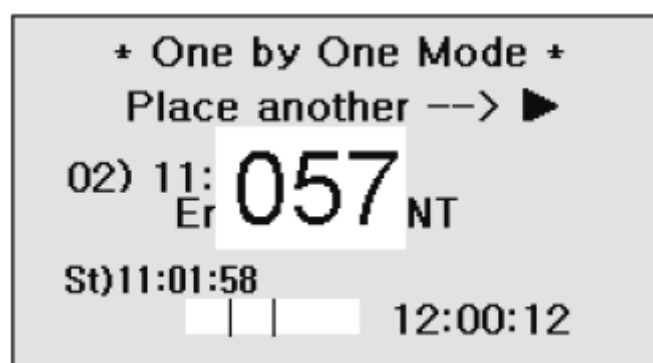 * One by One Mode *
Place another --> ▶
02) 11:
057
Er NT
St)11:01:58
12:00:12